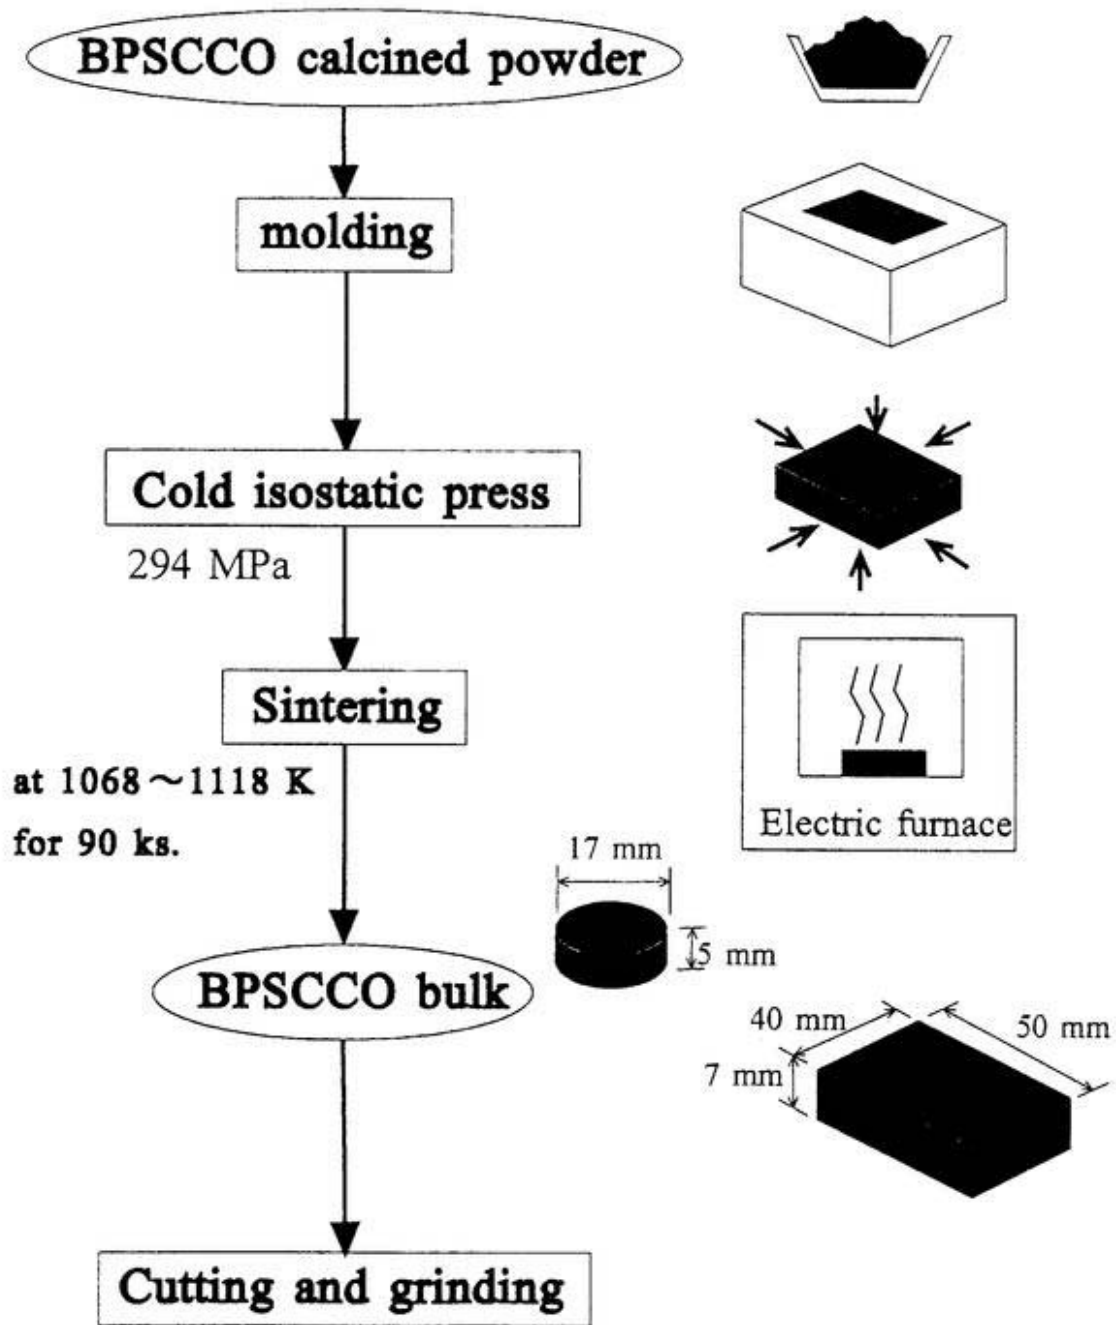 BPSCCO calcined powder
molding
Cold isostatic press
294 MPa
Sintering
at 1068～1118 K
for 90 ks.
Electric furnace
17 mm
5 mm
BPSCCO bulk
40 mm
50 mm
7 mm
Cutting and grinding